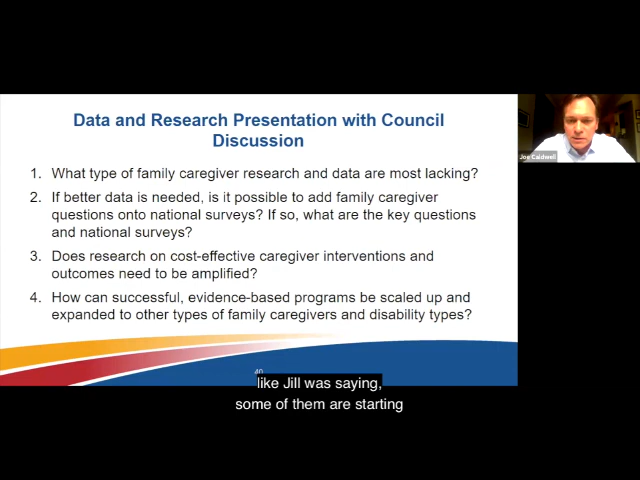 Data and Research Presentation with Council
Discussion
1. What type of family caregiver research and data are most lacking?
2. If better data is needed, is it possible to add family caregiver
questions onto national surveys? If so, what are the key questions
and national surveys?
3. Does research on cost-effective caregiver interventions and
outcomes need to be amplified?
4. How can successful, evidence-based programs be scaled up and
expanded to other types of family caregivers and disability types?
Joe Caldwell
40
like Jill was saying,
some of them are starting